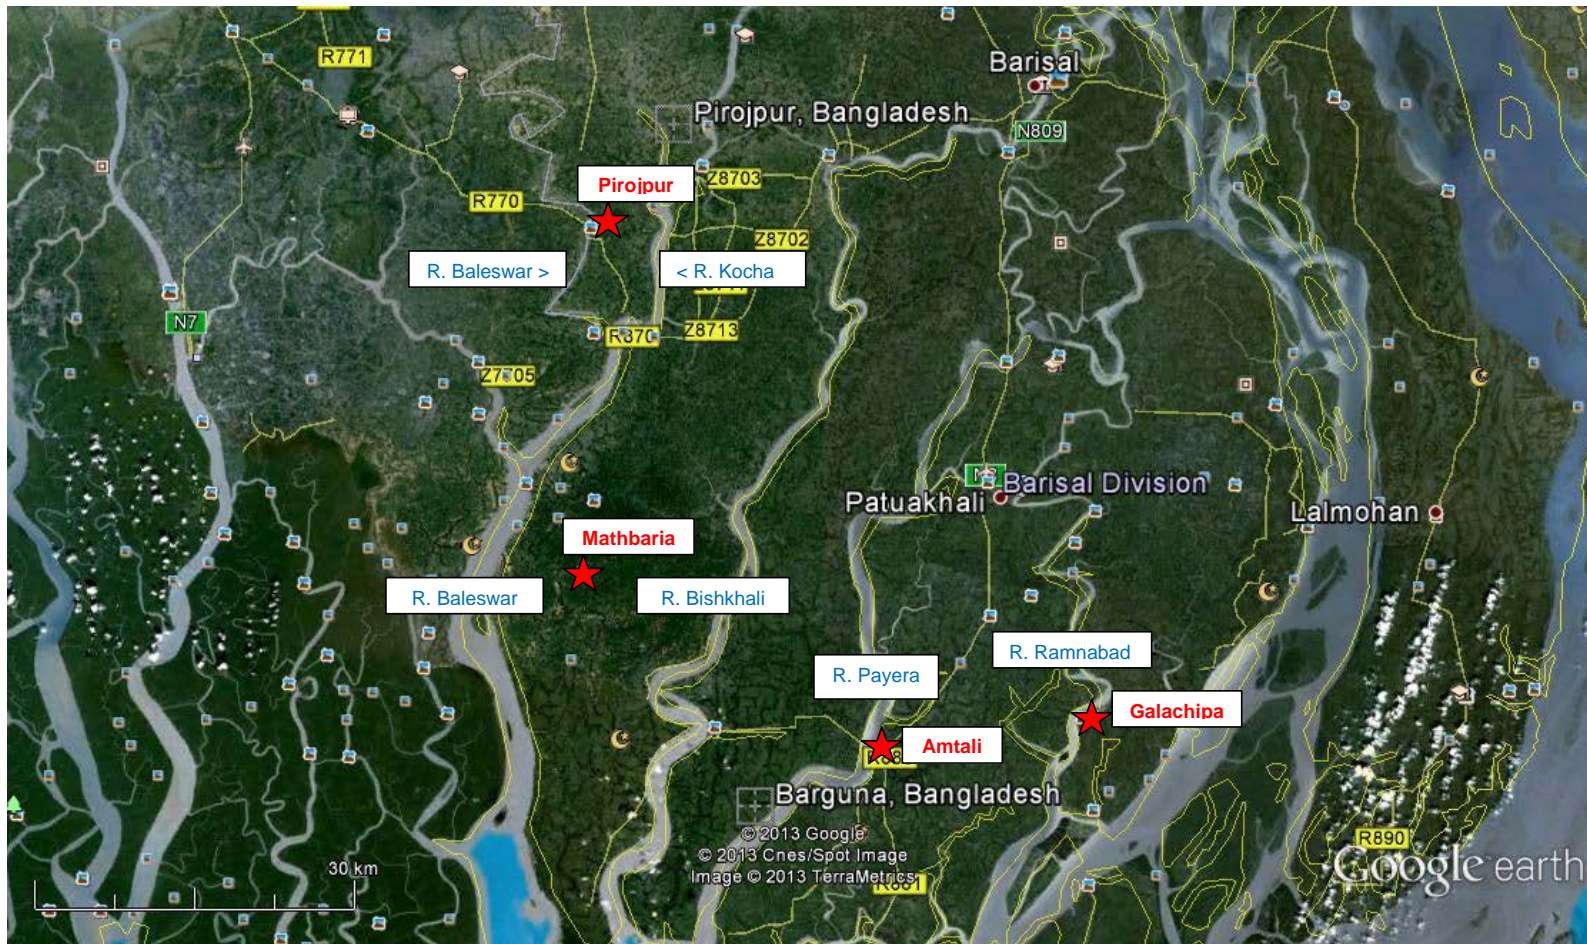 R771
Barisal
Pirojpur, Bangladesh
N809
Pirojpur
Z8703
R770
Z8702
R. Baleswar >
< R. Kocha
N7
R870
Z8713
Z7705
Patuakhali
Barisal Division
Lalmohan
Mathbaria
R. Baleswar
R. Bishkhali
R. Ramnabad
R. Payera
Galachipa
Amtali
Barguna, Bangladesh
© 2013 Google
© 2013 Cnes/Spot Image
Image © 2013 TerraMetrics
R881
R890
Google earth
30 km